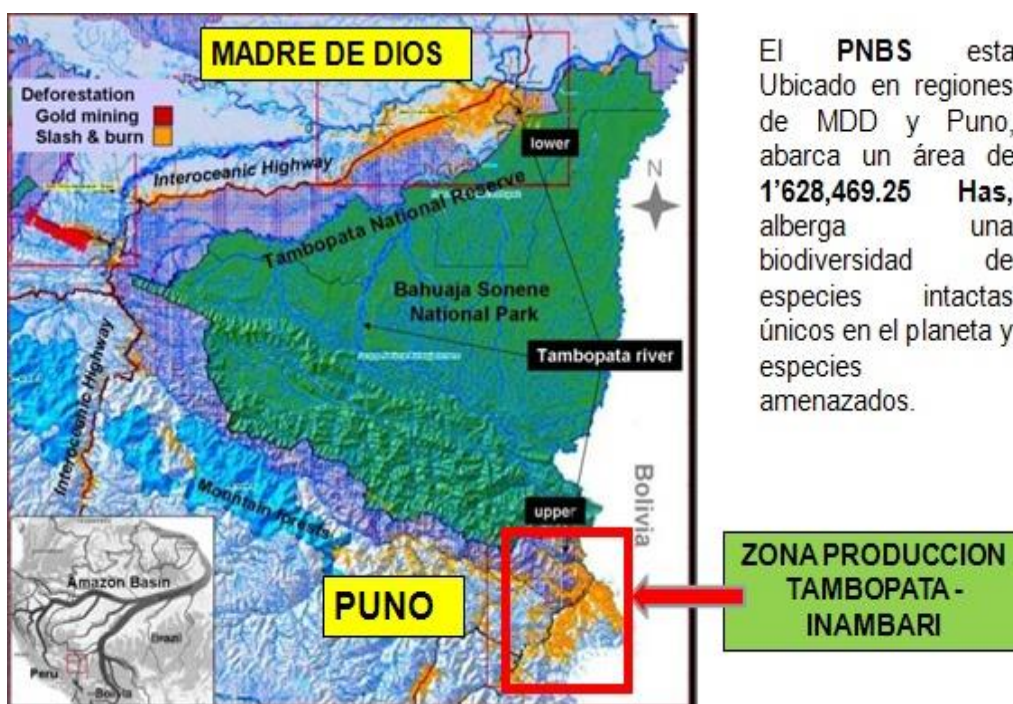 MADRE DE DIOS
Deforestation
Gold mining
Slash & burn
Interoceanic Highway
lower
N
Tambopata National Reserve
Bahuaja Sonene
National Park
Tambopata river
Interoceanic Highway
Mountain forests
Bolivia
upper
PUNO
Amazon Basin
Brazil
Peru
Bolivia
El PNBS esta
Ubicado en regiones
de MDD y Puno,
abarca un área de
1'628,469.25 Has,
alberga una
biodiversidad de
especies intactas
únicos en el planeta y
especies
amenazados.
ZONA PRODUCCION
TAMBOPATA -
INAMBARI